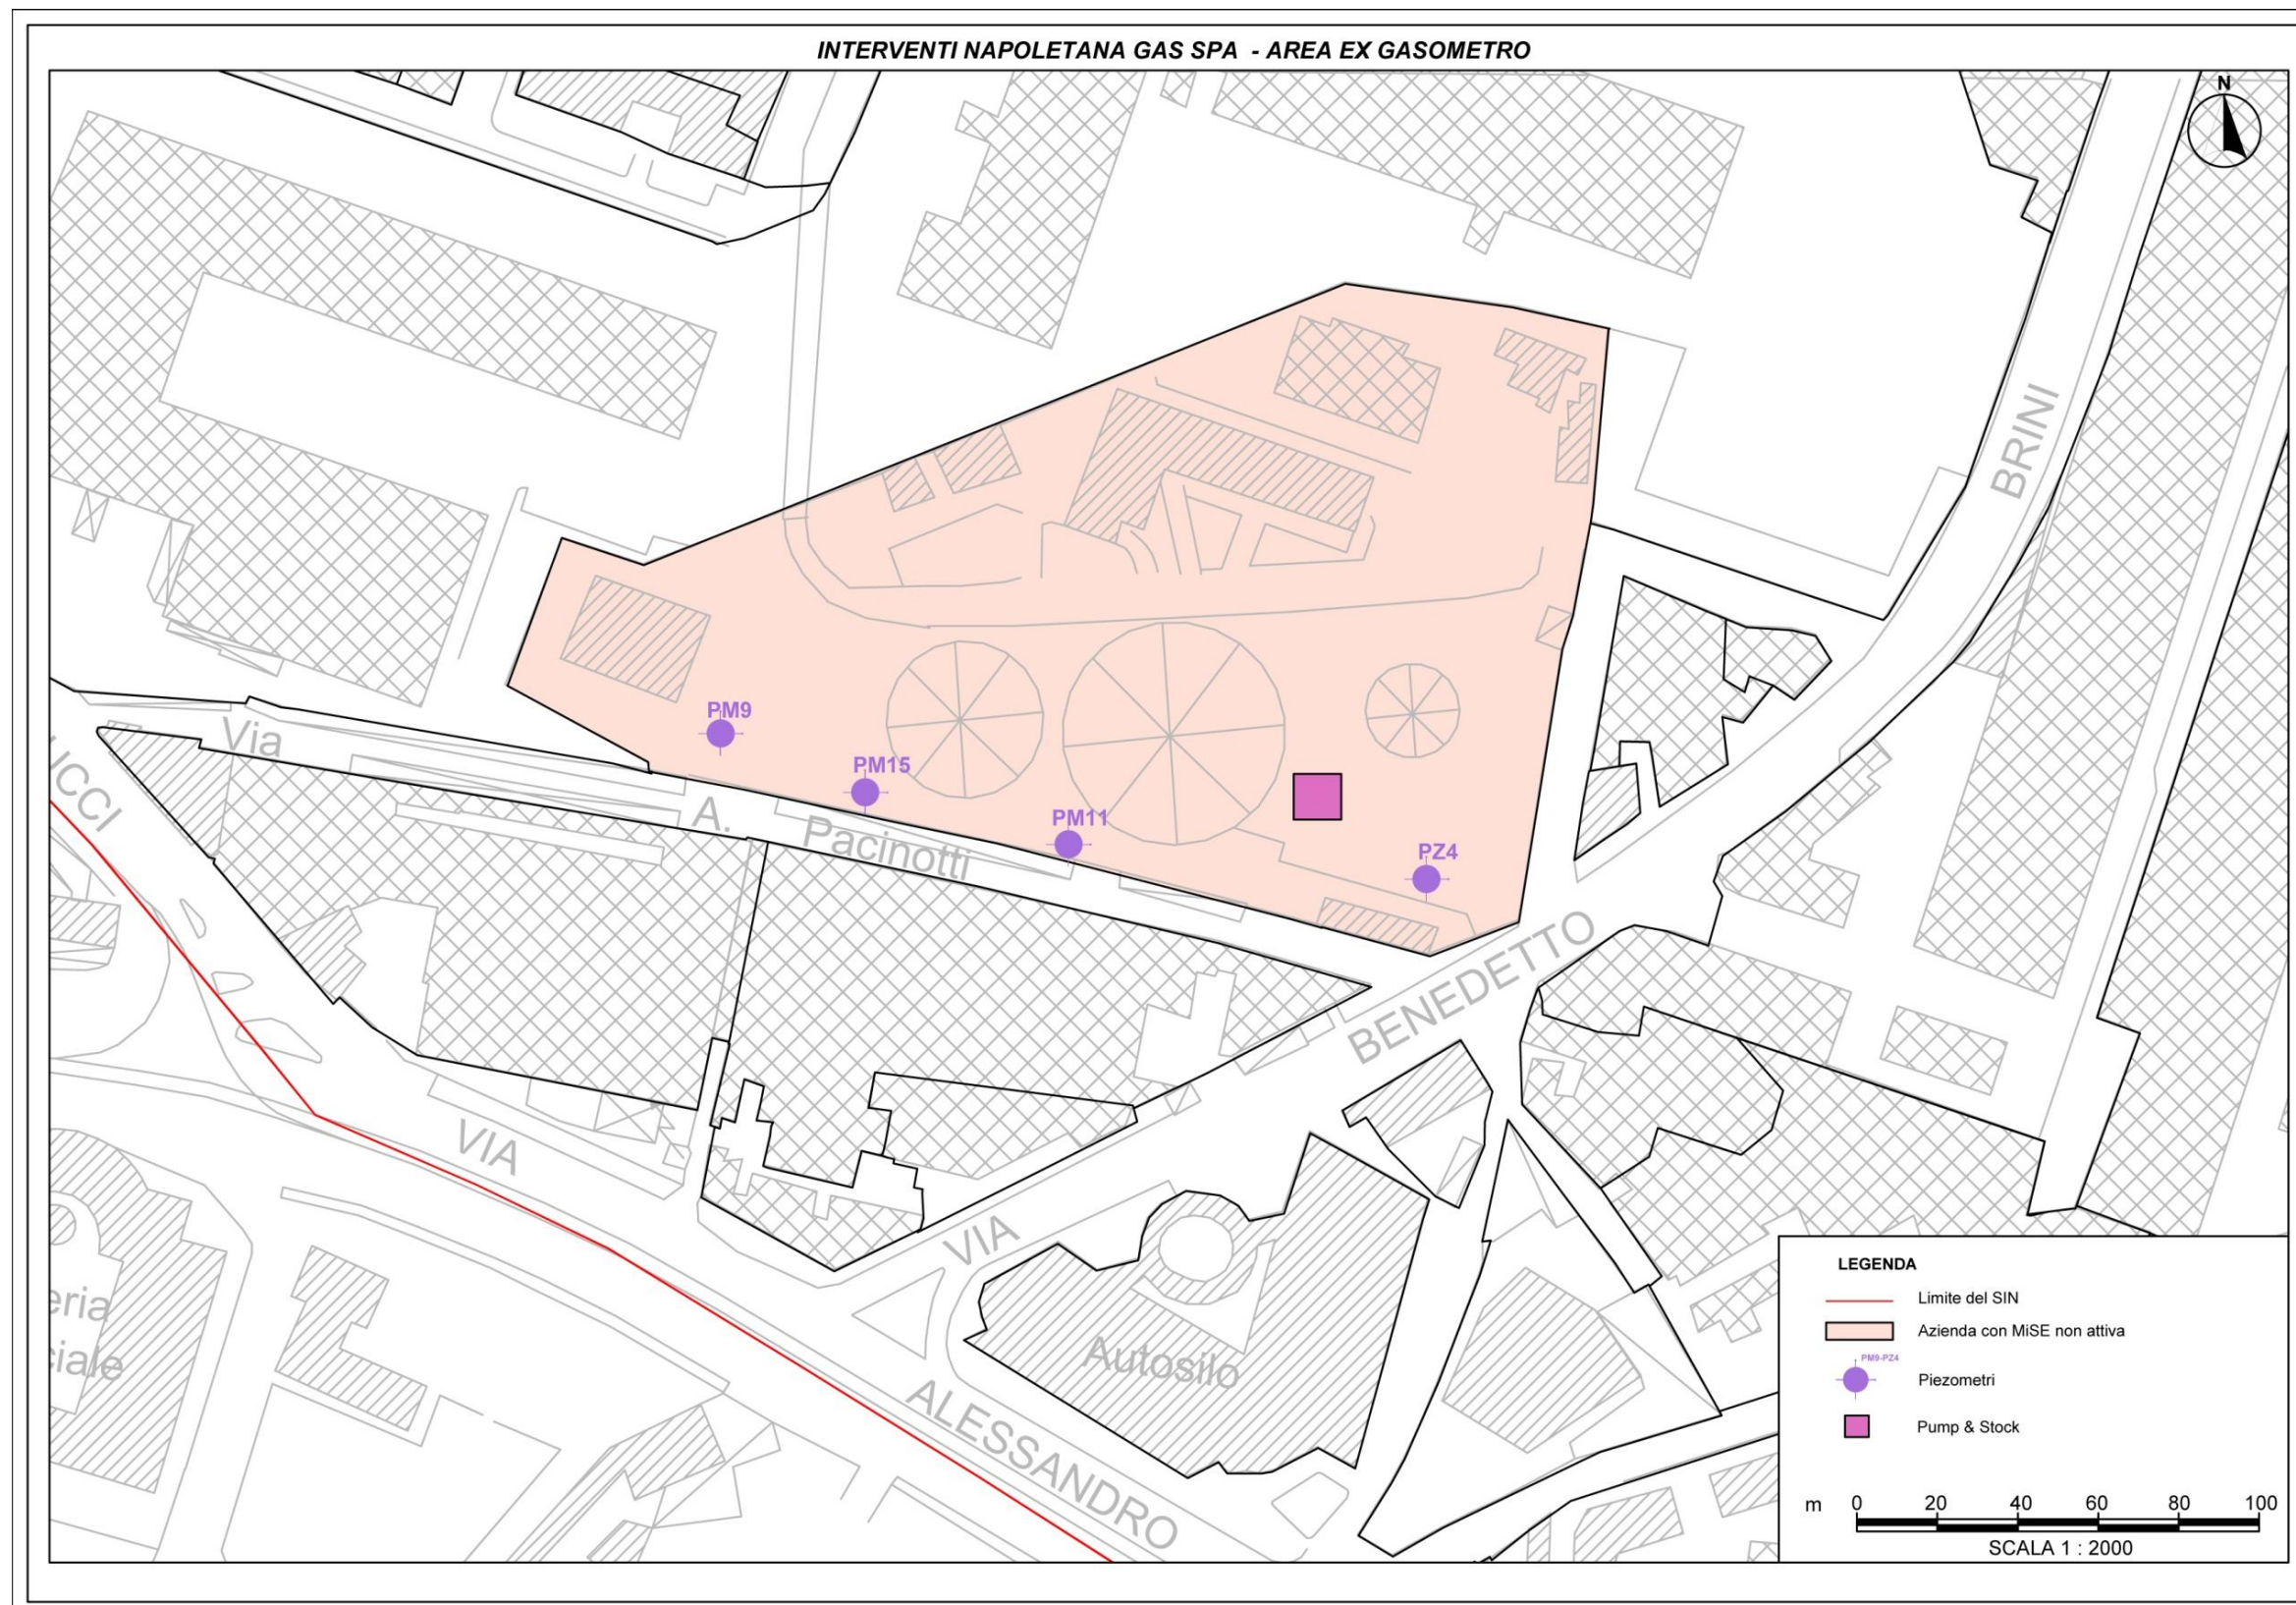 INTERVENTI NAPOLETANA GAS SPA - AREA EX GASOMETRO
N
BRINI
Via
A.
Pacinotti
UCCI
PM9
PM15
PM11
PZ4
BENEDETTO
VIA
VIA
ALESSANDRO
Autosilo
eria
ciale
LEGENDA
Limite del SIN
Azienda con MiSE non attiva
PM9-PZ4
Piezometri
Pump & Stock
m 0 20 40 60 80 100
SCALA 1 : 2000